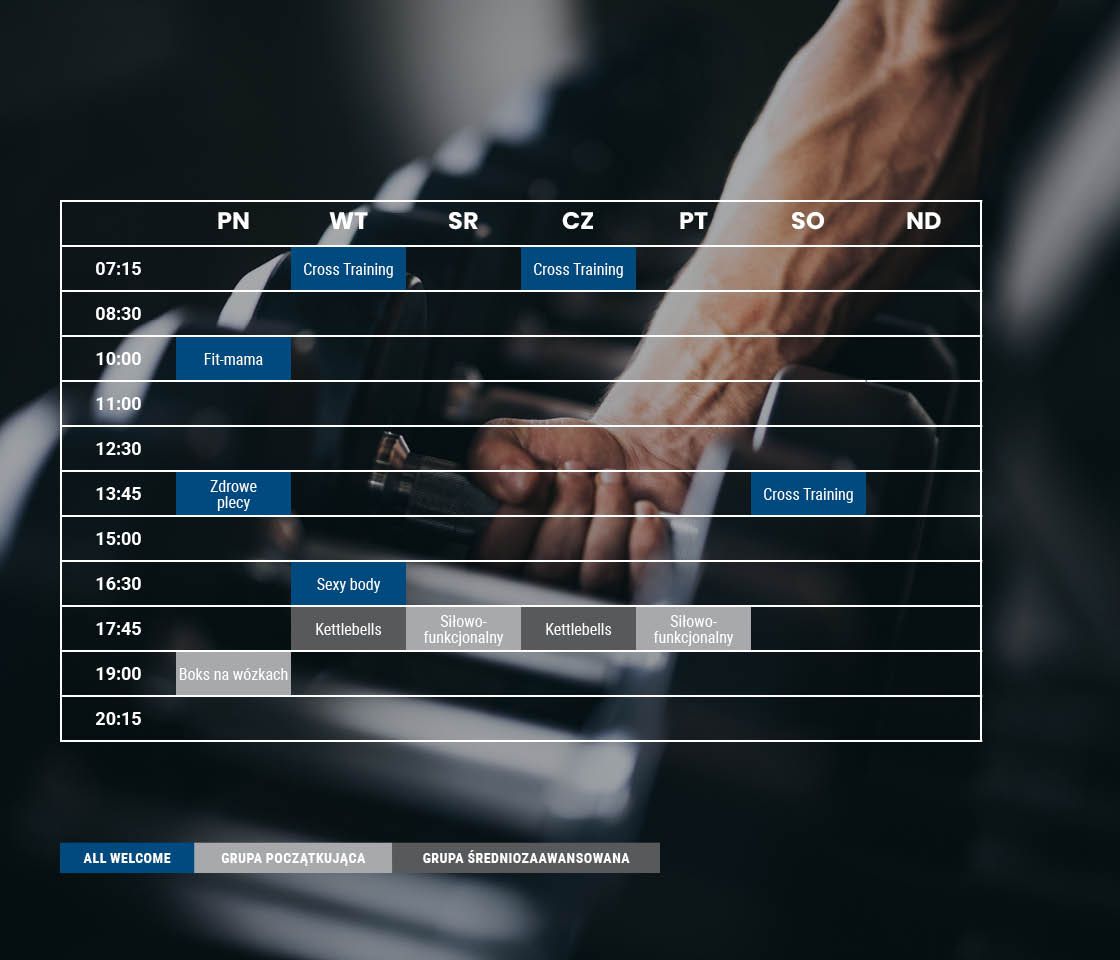 PN WT SR CZ PT SO ND
07:15 Cross Training Cross Training
08:30
10:00 Fit-mama
11:00
12:30
13:45 Zdrowe plecy Cross Training
15:00
16:30 Sexy body
17:45 Kettlebells Siłowo-funkcjonalny Kettlebells Siłowo-funkcjonalny
19:00 Boks na wózkach
20:15
ALL WELCOME GRUPA POCZĄTKUJĄCA GRUPA ŚREDNIOZAAWANSOWANA